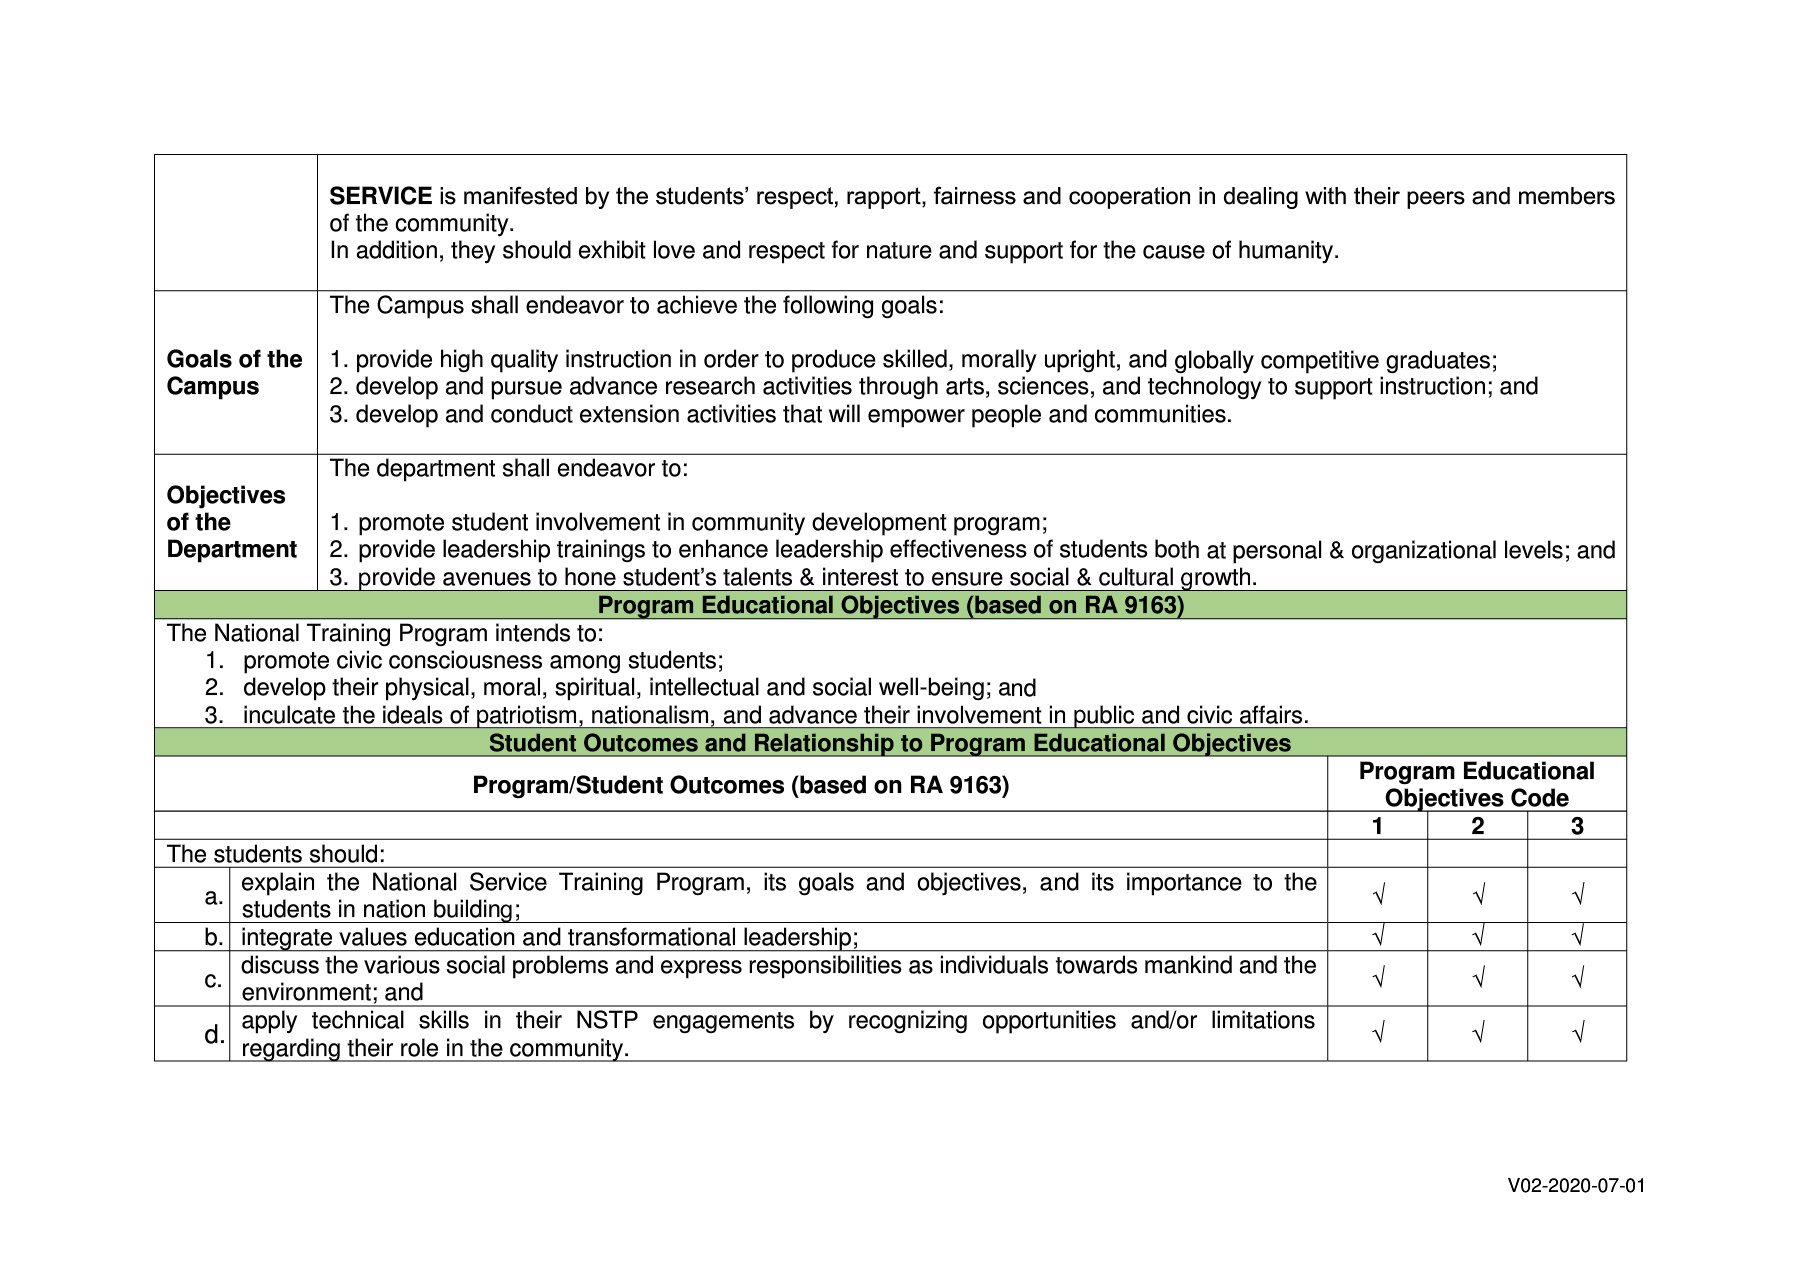 SERVICE is manifested by the students’ respect, rapport, fairness and cooperation in dealing with their peers and members
of the community.
In addition, they should exhibit love and respect for nature and support for the cause of humanity.
Goals of the
Campus
The Campus shall endeavor to achieve the following goals:
1. provide high quality instruction in order to produce skilled, morally upright, and globally competitive graduates;
2. develop and pursue advance research activities through arts, sciences, and technology to support instruction; and
3. develop and conduct extension activities that will empower people and communities.
Objectives
of the
Department
The department shall endeavor to:
1. promote student involvement in community development program;
2. provide leadership trainings to enhance leadership effectiveness of students both at personal & organizational levels; and
3. provide avenues to hone student’s talents & interest to ensure social & cultural growth.
Program Educational Objectives (based on RA 9163)
The National Training Program intends to:
1. promote civic consciousness among students;
2. develop their physical, moral, spiritual, intellectual and social well-being; and
3. inculcate the ideals of patriotism, nationalism, and advance their involvement in public and civic affairs.
Student Outcomes and Relationship to Program Educational Objectives
Program/Student Outcomes (based on RA 9163)
Program Educational
Objectives Code
1 2 3
The students should:
a. explain the National Service Training Program, its goals and objectives, and its importance to the
students in nation building;
√ √ √
b. integrate values education and transformational leadership; √ √ √
c. discuss the various social problems and express responsibilities as individuals towards mankind and the
environment; and
√ √ √
d. apply technical skills in their NSTP engagements by recognizing opportunities and/or limitations
regarding their role in the community.
√ √ √
V02-2020-07-01